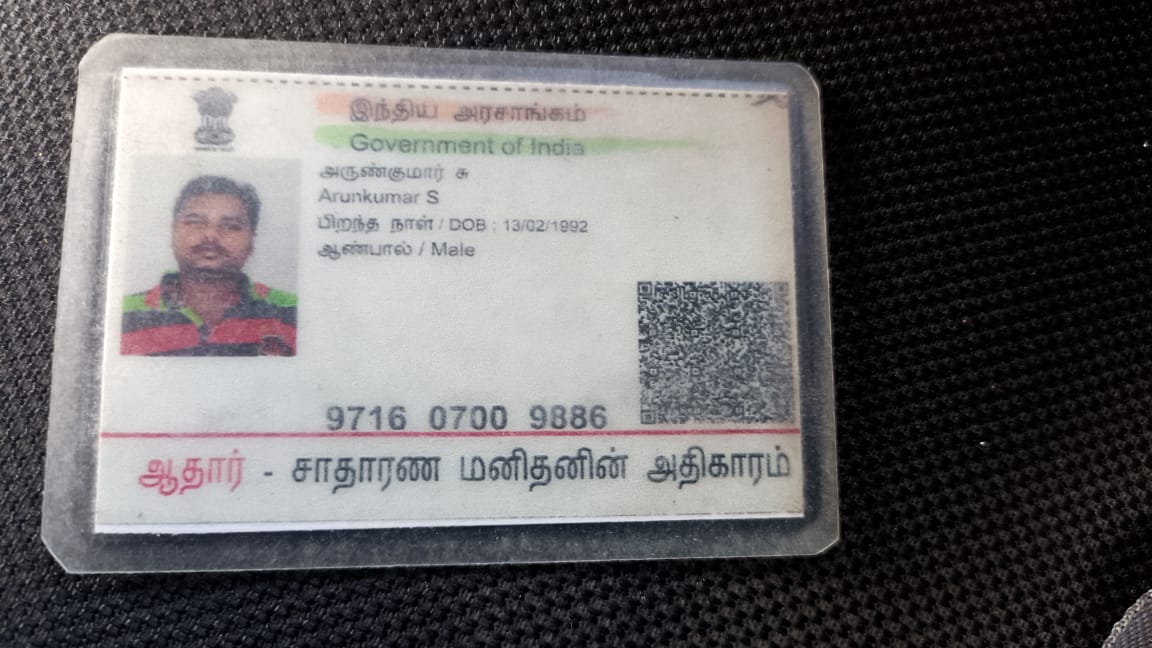 இந்திய அரசாங்கம்
Government of India
அருண்குமார் சு
Arunkumar S
பிறந்த நாள் / DOB : 13/02/1992
ஆண்பால் / Male
9716 0700 9886
ஆதார் - சாதாரண மனிதனின் அதிகாரம்